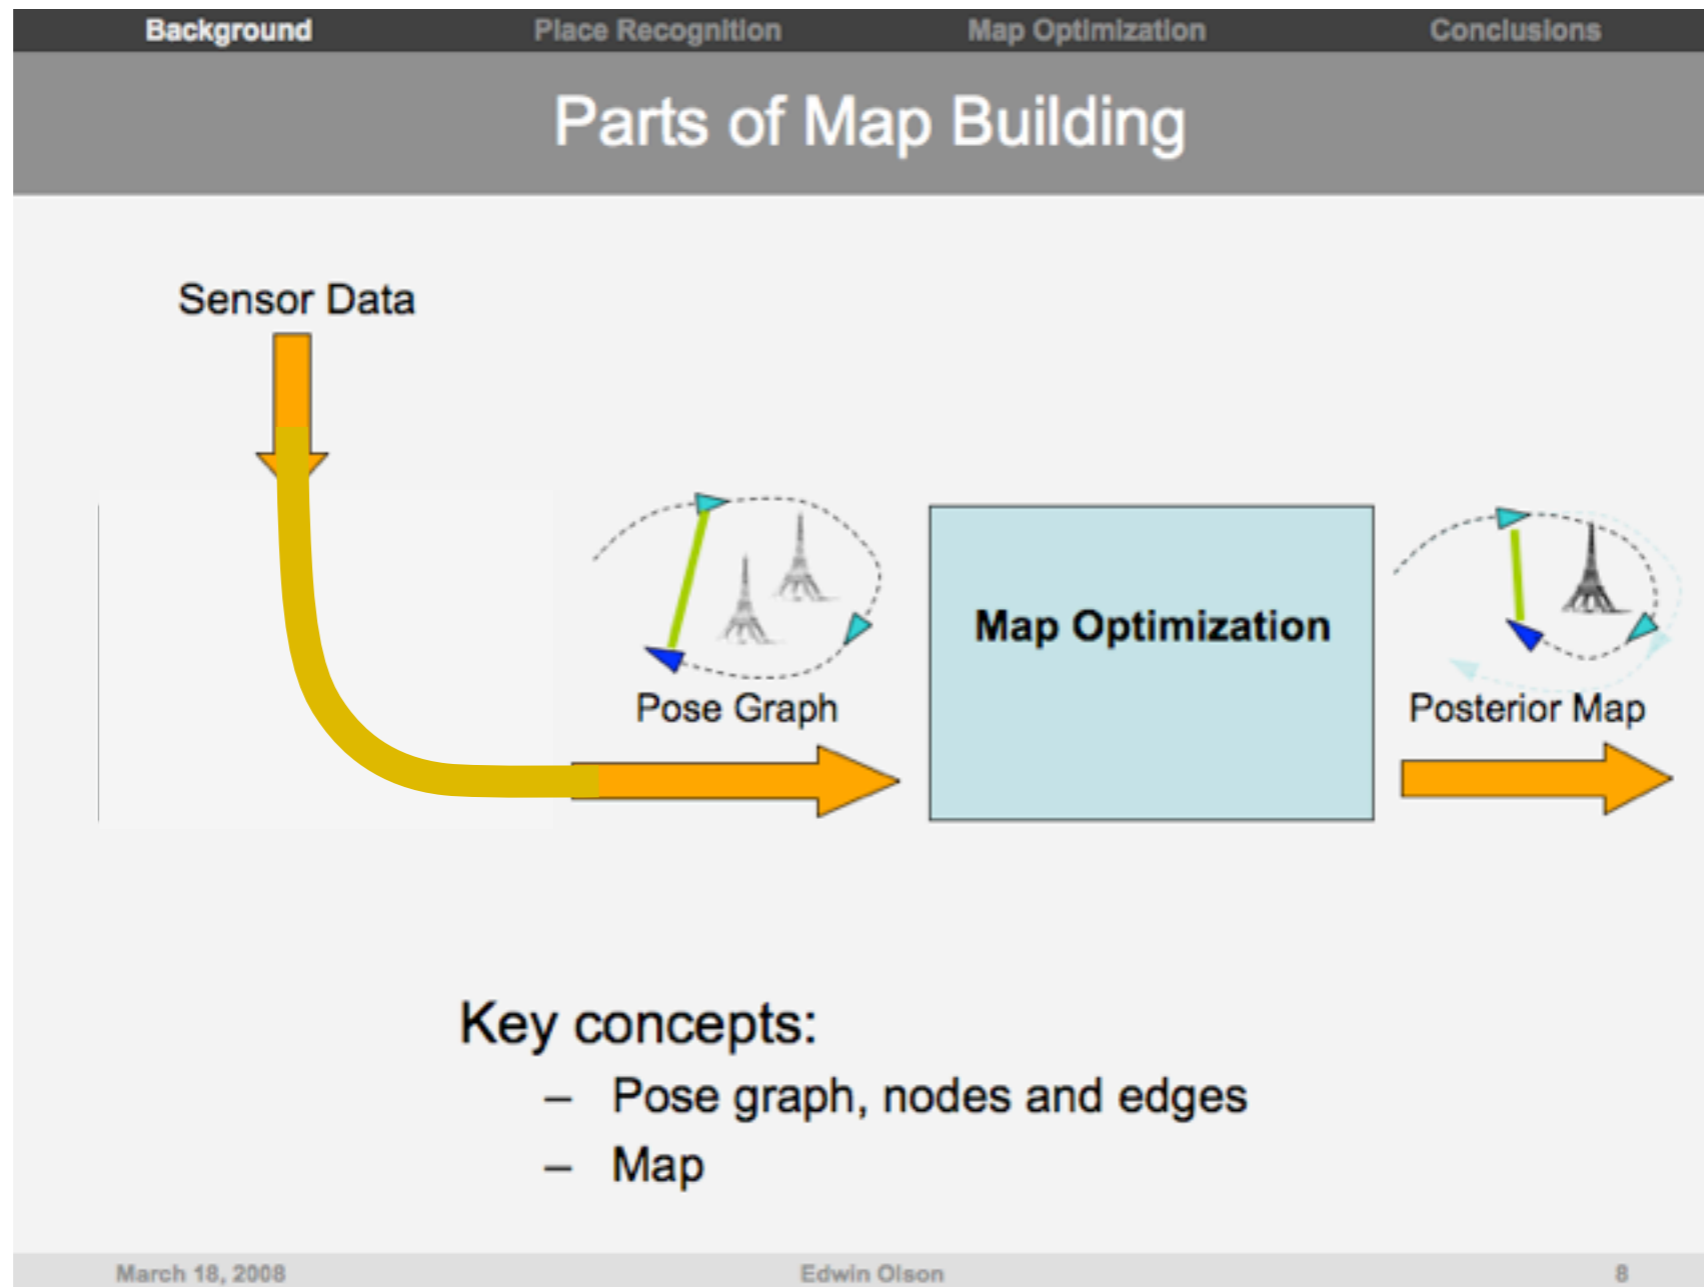 Background Place Recognition Map Optimization Conclusions
Parts of Map Building
Sensor Data
Map Optimization
Pose Graph
Posterior Map
Key concepts:
– Pose graph, nodes and edges
– Map
March 18, 2008 Edwin Olson 8